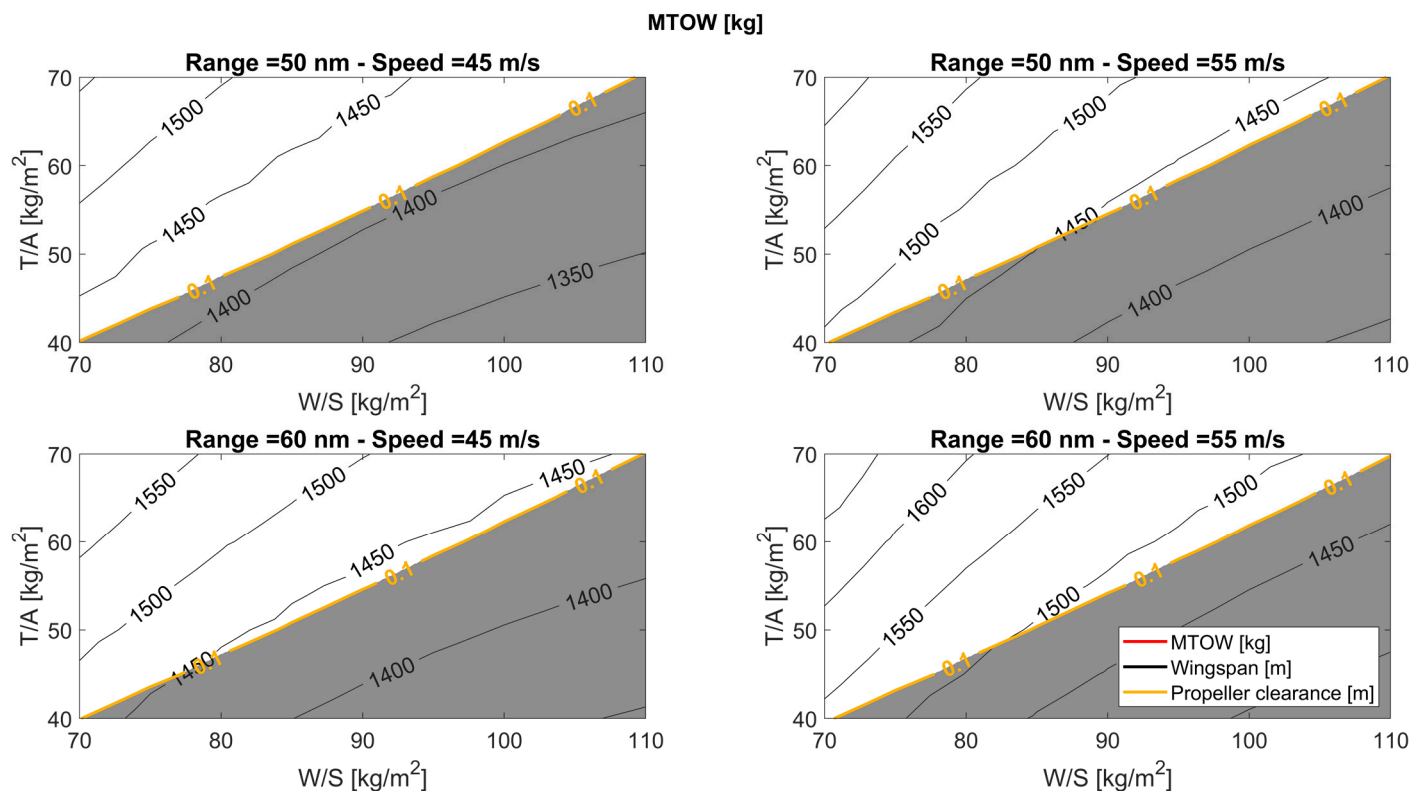 MTOW [kg]
Range =50 nm - Speed =45 m/s
70
60
50
40
T/A [kg/m2]
1500
1450
1450
1400
1400
1350
0.1
0.1
0.1
70 80 90 100 110
W/S [kg/m2]
Range =50 nm - Speed =55 m/s
70
60
50
40
T/A [kg/m2]
1550
1500
1450
1500
1450
1400
1400
0.1
0.1
0.1
70 80 90 100 110
W/S [kg/m2]
Range =60 nm - Speed =45 m/s
70
60
50
40
T/A [kg/m2]
1550
1500
1450
1500
1450
1450
1400
1400
0.1
0.1
0.1
70 80 90 100 110
W/S [kg/m2]
Range =60 nm - Speed =55 m/s
70
60
50
40
T/A [kg/m2]
1600
1550
1500
1550
1500
1450
0.1
0.1
0.1
MTOW [kg]
Wingspan [m]
Propeller clearance [m]
70 80 90 100 110
W/S [kg/m2]